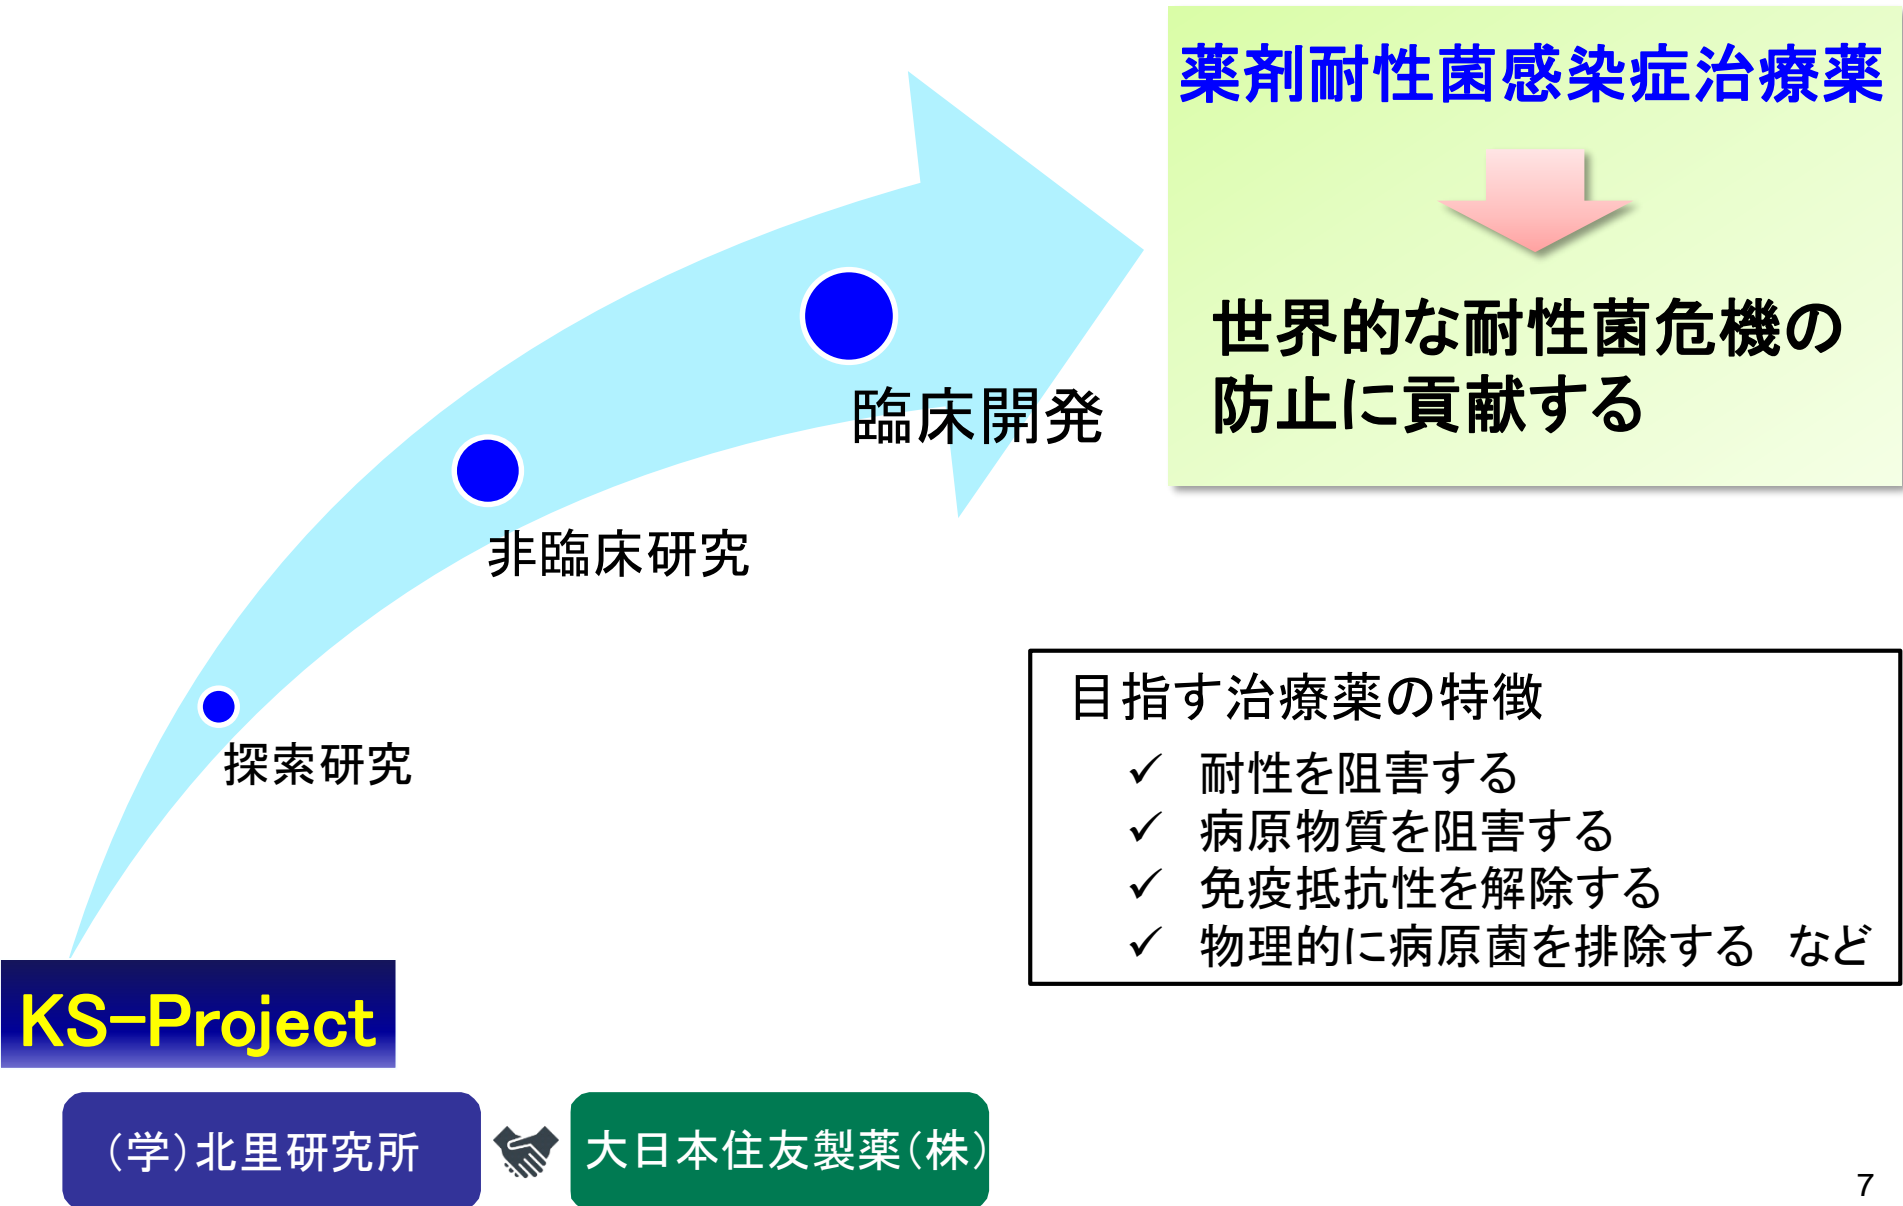 薬剤耐性菌感染症治療薬
世界的な耐性菌危機の
防止に貢献する
臨床開発
非臨床研究
探索研究
目指す治療薬の特徴
✓ 耐性を阻害する
✓ 病原物質を阻害する
✓ 免疫抵抗性を解除する
✓ 物理的に病原菌を排除する など
KS-Project
(学)北里研究所
大日本住友製薬(株)
7